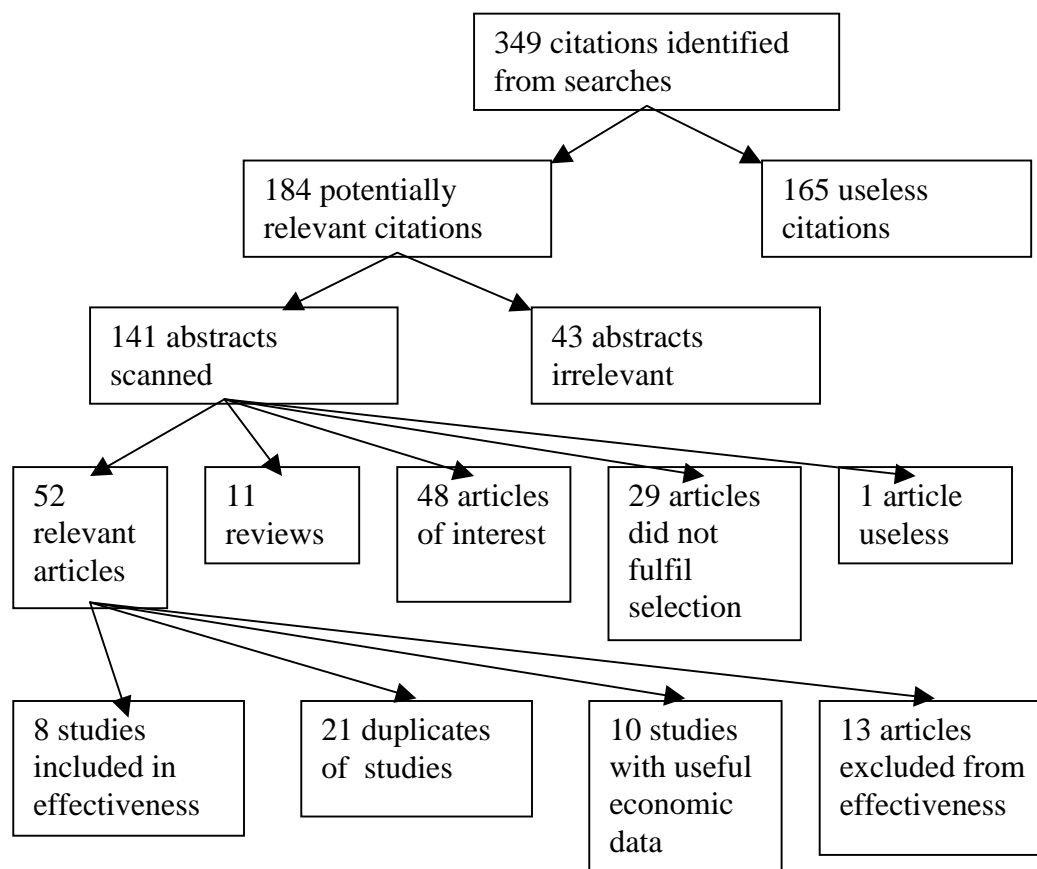 349 citations identified
from searches
184 potentially
relevant citations
165 useless
citations
141 abstracts
scanned
43 abstracts
irrelevant
52
relevant
articles
11
reviews
48 articles
of interest
29 articles
did not
fulfil
selection
1 article
useless
8 studies
included in
effectiveness
21 duplicates
of studies
10 studies
with useful
economic
data
13 articles
excluded from
effectiveness